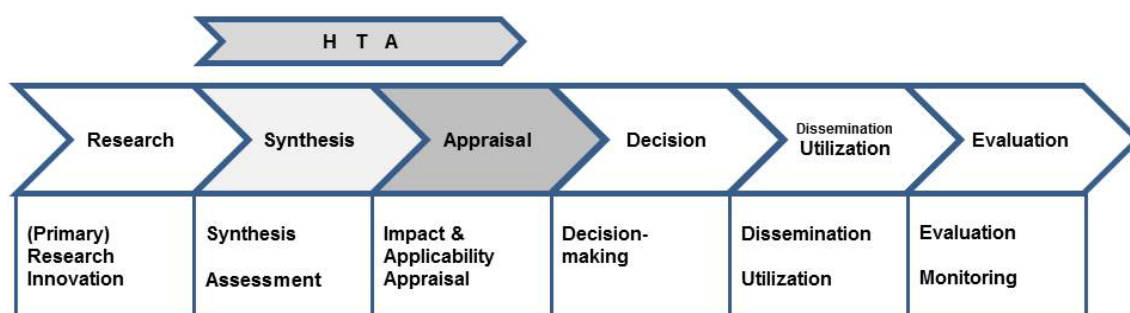 H T A
Research
Synthesis
Appraisal
Decision
Dissemination
Utilization
Evaluation
(Primary)
Research
Innovation
Synthesis
Assessment
Impact &
Applicability
Appraisal
Decision-
making
Dissemination
Utilization
Evaluation
Monitoring